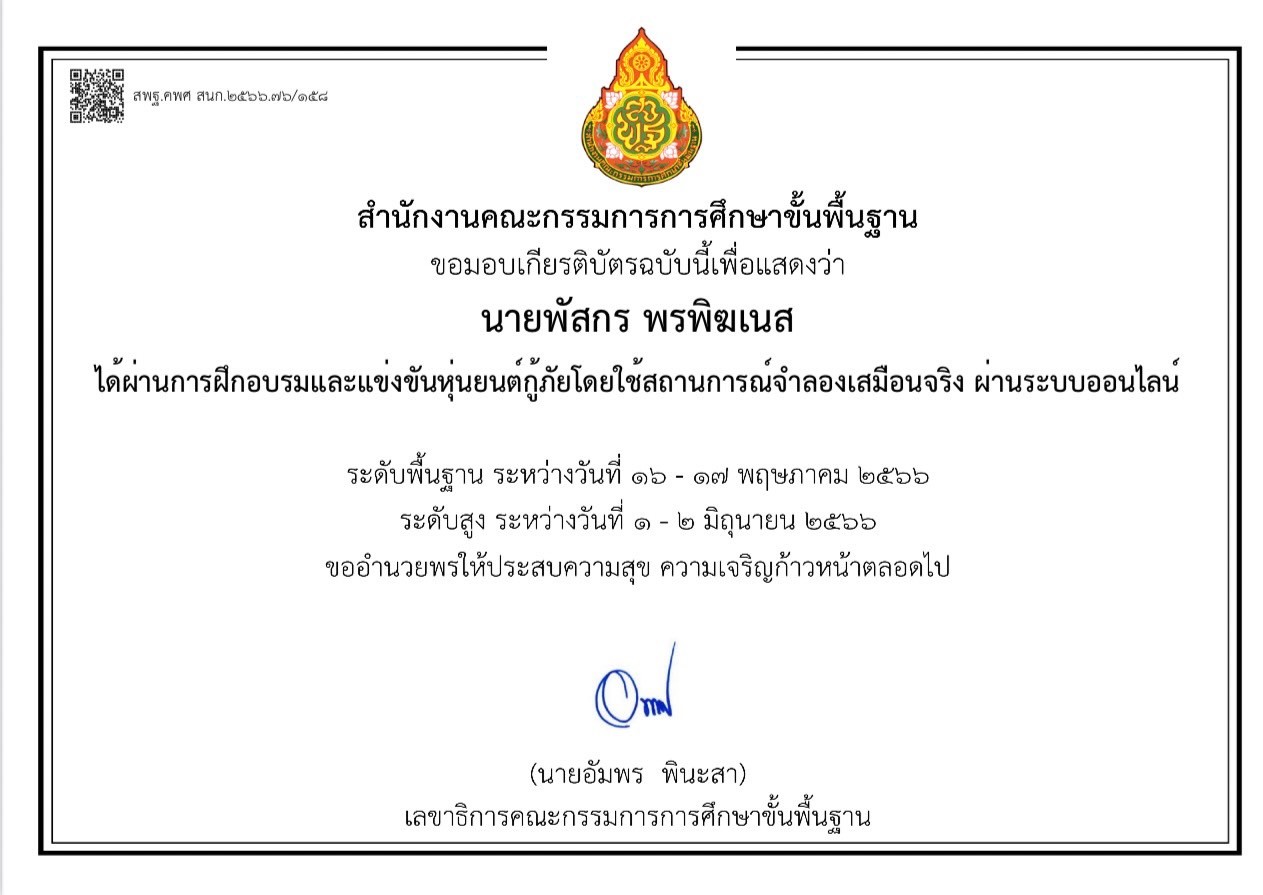 สพฐ.คพศ สนก.๒๕๖๖.๗๖/๑๕๘
สำนักงานคณะกรรมการการศึกษาขั้นพื้นฐาน
ขอมอบเกียรติบัตรฉบับนี้เพื่อแสดงว่า
นายพัสกร พรพิฆเนส
ได้ผ่านการฝึกอบรมและแข่งขันหุ่นยนต์กู้ภัยโดยใช้สถานการณ์จำลองเสมือนจริง ผ่านระบบออนไลน์
ระดับพื้นฐาน ระหว่างวันที่ ๑๖ - ๑๗ พฤษภาคม ๒๕๖๖
ระดับสูง ระหว่างวันที่ ๑ - ๒ มิถุนายน ๒๕๖๖
ขออำนวยพรให้ประสบความสุข ความเจริญก้าวหน้าตลอดไป
(นายอัมพร พินะสา)
เลขาธิการคณะกรรมการการศึกษาขั้นพื้นฐาน